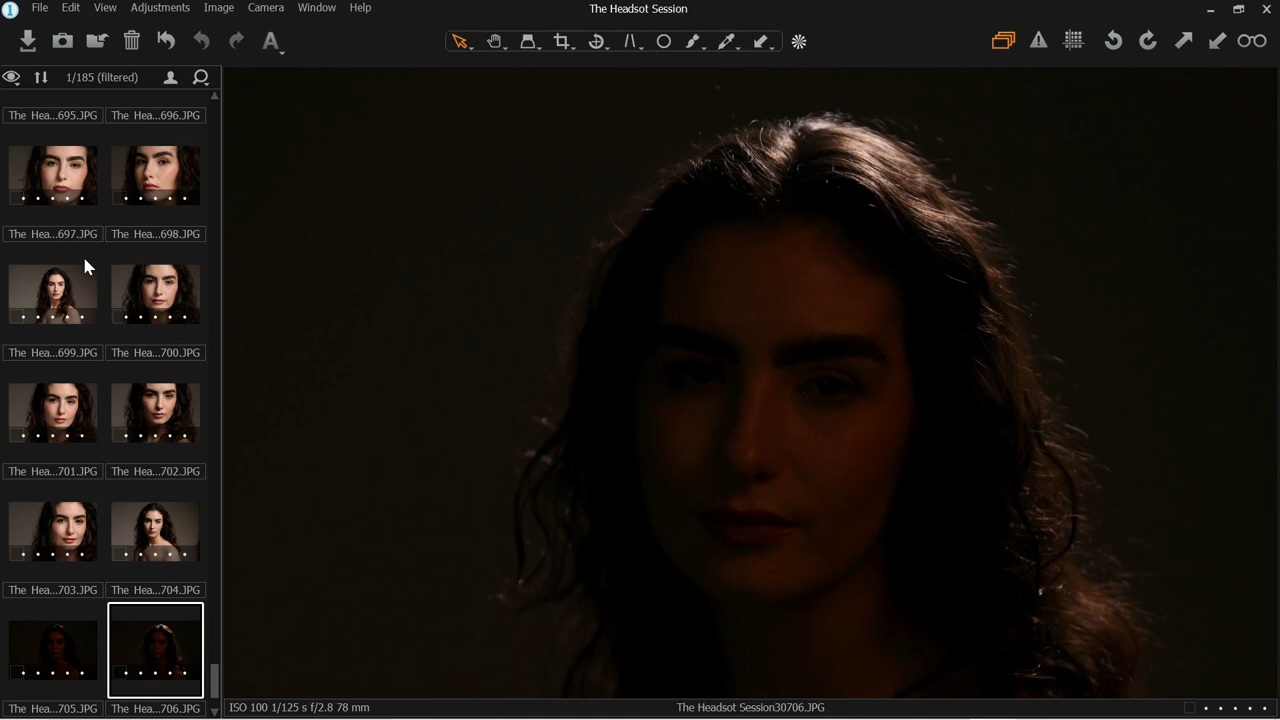 The Headsot Session
File Edit View Adjustments Image Camera Window Help
1/185 (filtered)
The Hea...695.JPG The Hea...696.JPG
The Hea...697.JPG The Hea...698.JPG
The Hea...699.JPG The Hea...700.JPG
The Hea...701.JPG The Hea...702.JPG
The Hea...703.JPG The Hea...704.JPG
The Hea...705.JPG The Hea...706.JPG
ISO 100 1/125 s f/2.8 78 mm
The Headsot Session30706.JPG